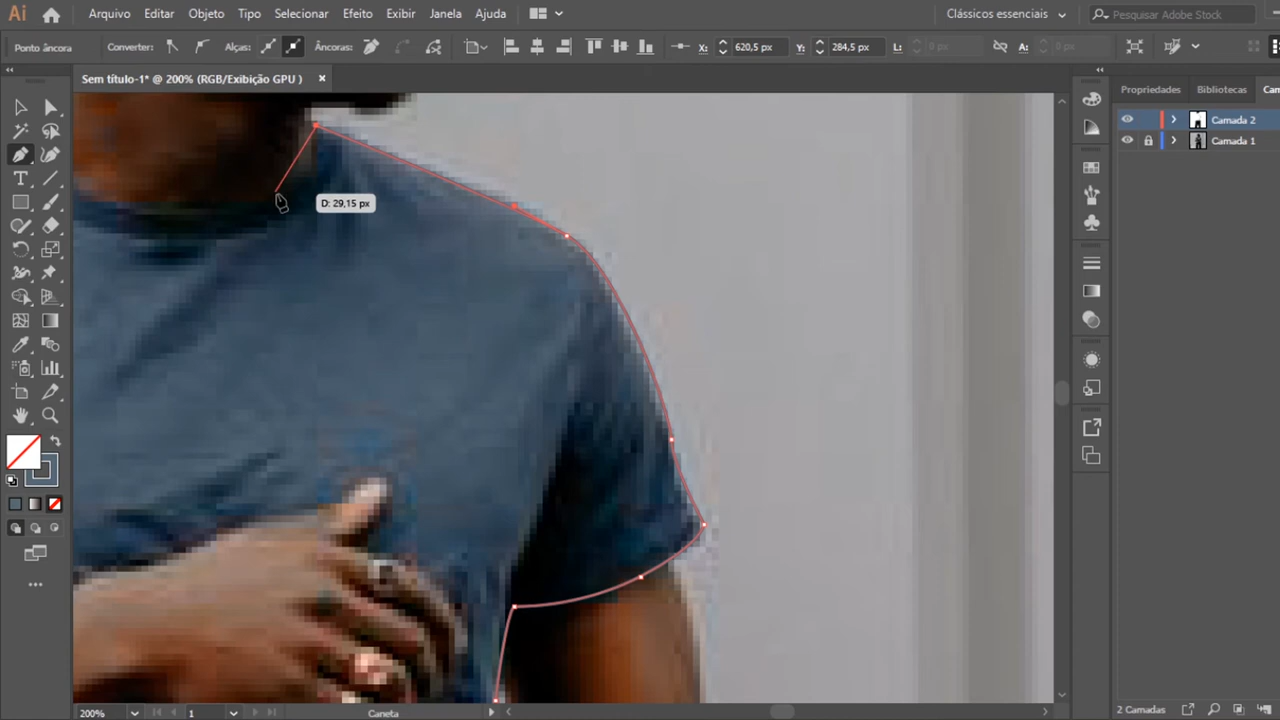 Ai Arquivo Editar Objeto Tipo Selecionar Efeito Exibir Janela Ajuda Clássicos essenciais Pesquisar Adobe Stock
Ponto âncora Converter: Alças: Âncoras: X: 620,5 px Y: 284,5 px L: 0 px A: 0 px
Sem título-1* @ 200% (RGB/Exibição GPU ) ×
Propriedades Bibliotecas Cam
Camada 2
Camada 1
D: 29,15 px
200% 1 Caneta 2 Camadas